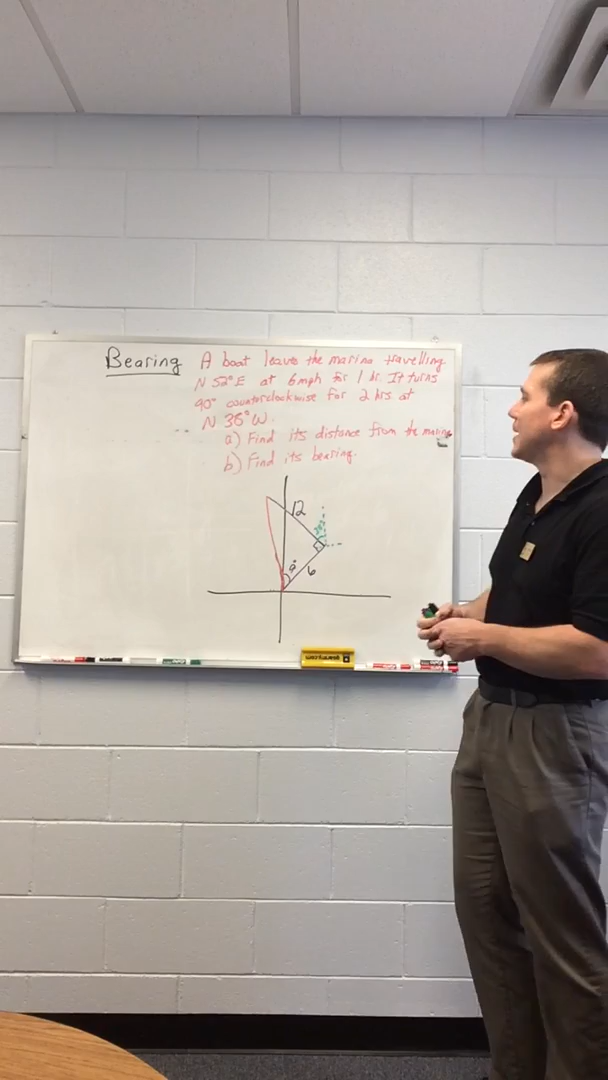 Bearing A boat leaves the marina travelling
N 52° E at 6mph for 1 hr. It turns
90° counterclockwise for 2 hrs at
N 38° W.
a) Find its distance from the marina
b) Find its bearing.
12
6